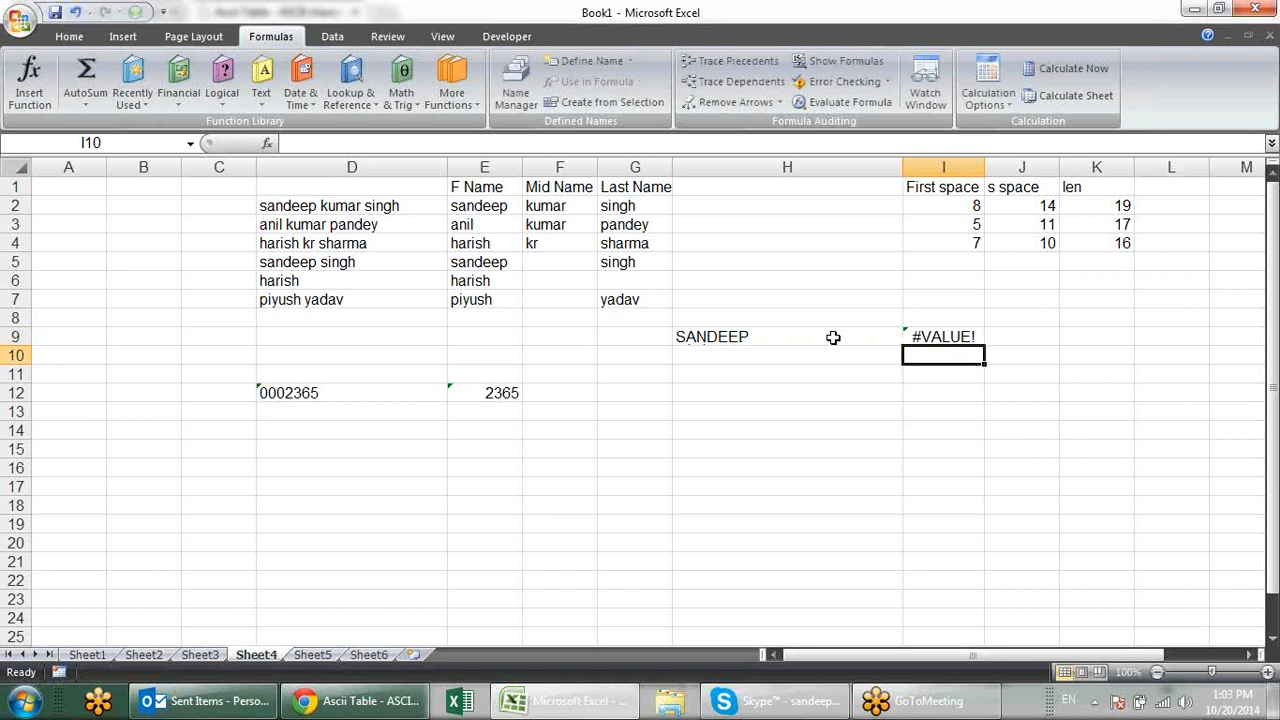 Book1 - Microsoft Excel
Home Insert Page Layout Formulas Data Review View Developer
Insert Function
AutoSum
Recently Used
Financial
Logical
Text
Date & Time
Lookup & Reference
Math & Trig
More Functions
Function Library
Name Manager
Define Name
Use in Formula
Create from Selection
Defined Names
Trace Precedents
Trace Dependents
Remove Arrows
Show Formulas
Error Checking
Evaluate Formula
Formula Auditing
Watch Window
Calculation Options
Calculate Now
Calculate Sheet
Calculation
I10 fx
A B C D E F G H I J K L M
1 F Name Mid Name Last Name First space s space len
2 sandeep kumar singh sandeep kumar singh 8 14 19
3 anil kumar pandey anil kumar pandey 5 11 17
4 harish kr sharma harish kr sharma 7 10 16
5 sandeep singh sandeep singh
6 harish harish
7 piyush yadav piyush yadav
8
9 SANDEEP #VALUE!
10
11
12 0002365 2365
13
14
15
16
17
18
19
20
21
22
23
24
25
Sheet1 Sheet2 Sheet3 Sheet4 Sheet5 Sheet6
Ready 100%
Sent Items - Perso... Ascii Table - ASCI... Microsoft Excel - ... Skype™ - sandeep... GoToMeeting EN 1:03 PM
10/20/2014